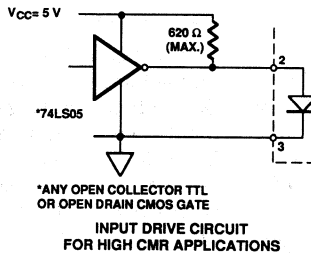 VCC= 5 V
620 Ω
(MAX.)
2
*74LS05
3
*ANY OPEN COLLECTOR TTL
OR OPEN DRAIN CMOS GATE
INPUT DRIVE CIRCUIT
FOR HIGH CMR APPLICATIONS